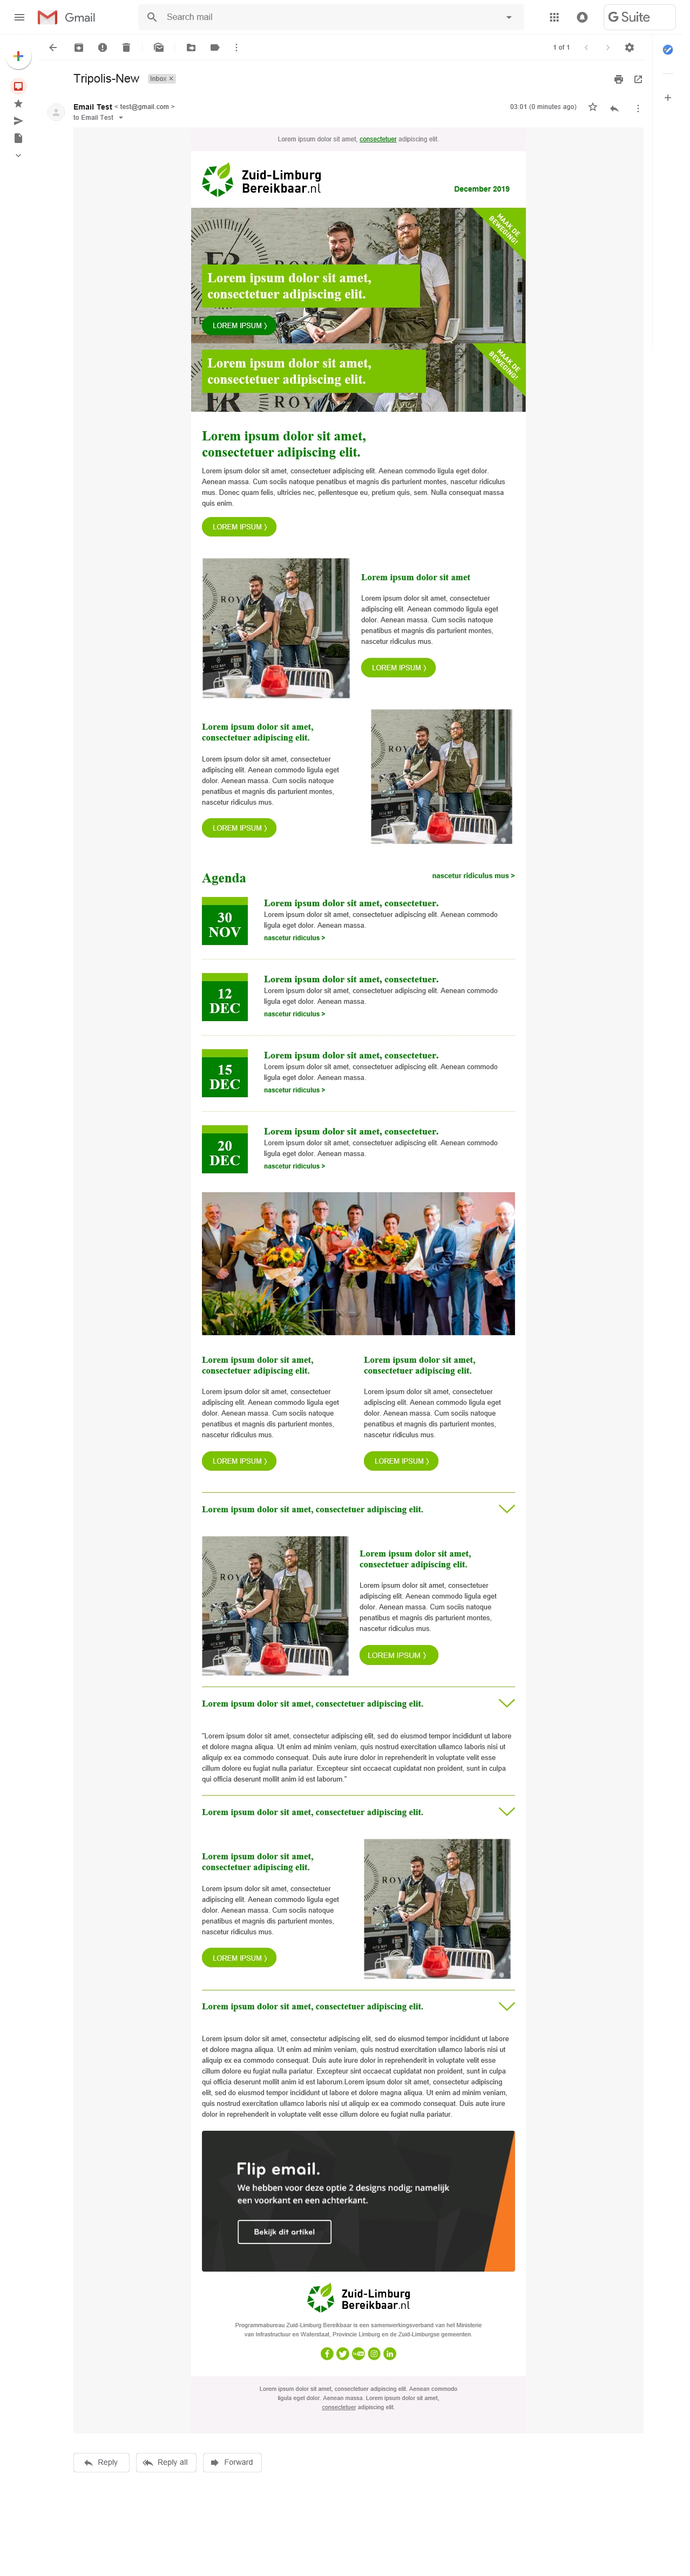 Gmail
Search mail
G Suite
1 of 1
Tripolis-New
Inbox ×
Email Test < test@gmail.com >
03:01 (0 minutes ago)
to Email Test
Lorem ipsum dolor sit amet, consectetuer adipiscing elit.
Zuid-Limburg
Bereikbaar.nl
December 2019
MAAK DE
BEWEGING!
Lorem ipsum dolor sit amet,
consectetuer adipiscing elit.
LOREM IPSUM 〉
MAAK DE
BEWEGING!
Lorem ipsum dolor sit amet,
consectetuer adipiscing elit.
Lorem ipsum dolor sit amet,
consectetuer adipiscing elit.
Lorem ipsum dolor sit amet, consectetuer adipiscing elit. Aenean commodo ligula eget dolor.
Aenean massa. Cum sociis natoque penatibus et magnis dis parturient montes, nascetur ridiculus
mus. Donec quam felis, ultricies nec, pellentesque eu, pretium quis, sem. Nulla consequat massa
quis enim.
LOREM IPSUM 〉
ROY
Lorem ipsum dolor sit amet
Lorem ipsum dolor sit amet, consectetuer
adipiscing elit. Aenean commodo ligula eget
dolor. Aenean massa. Cum sociis natoque
penatibus et magnis dis parturient montes,
nascetur ridiculus mus.
LOREM IPSUM 〉
Lorem ipsum dolor sit amet,
consectetuer adipiscing elit.
Lorem ipsum dolor sit amet, consectetuer
adipiscing elit. Aenean commodo ligula eget
dolor. Aenean massa. Cum sociis natoque
penatibus et magnis dis parturient montes,
nascetur ridiculus mus.
LOREM IPSUM 〉
ROY
Agenda
nascetur ridiculus mus >
30
NOV
Lorem ipsum dolor sit amet, consectetuer.
Lorem ipsum dolor sit amet, consectetuer adipiscing elit. Aenean commodo
ligula eget dolor. Aenean massa.
nascetur ridiculus >
12
DEC
Lorem ipsum dolor sit amet, consectetuer.
Lorem ipsum dolor sit amet, consectetuer adipiscing elit. Aenean commodo
ligula eget dolor. Aenean massa.
nascetur ridiculus >
15
DEC
Lorem ipsum dolor sit amet, consectetuer.
Lorem ipsum dolor sit amet, consectetuer adipiscing elit. Aenean commodo
ligula eget dolor. Aenean massa.
nascetur ridiculus >
20
DEC
Lorem ipsum dolor sit amet, consectetuer.
Lorem ipsum dolor sit amet, consectetuer adipiscing elit. Aenean commodo
ligula eget dolor. Aenean massa.
nascetur ridiculus >
Lorem ipsum dolor sit amet,
consectetuer adipiscing elit.
Lorem ipsum dolor sit amet, consectetuer
adipiscing elit. Aenean commodo ligula eget
dolor. Aenean massa. Cum sociis natoque
penatibus et magnis dis parturient montes,
nascetur ridiculus mus.
LOREM IPSUM 〉
Lorem ipsum dolor sit amet,
consectetuer adipiscing elit.
Lorem ipsum dolor sit amet, consectetuer
adipiscing elit. Aenean commodo ligula eget
dolor. Aenean massa. Cum sociis natoque
penatibus et magnis dis parturient montes,
nascetur ridiculus mus.
LOREM IPSUM 〉
Lorem ipsum dolor sit amet, consectetuer adipiscing elit.
ROY
Lorem ipsum dolor sit amet,
consectetuer adipiscing elit.
Lorem ipsum dolor sit amet, consectetuer
adipiscing elit. Aenean commodo ligula eget
dolor. Aenean massa. Cum sociis natoque
penatibus et magnis dis parturient montes,
nascetur ridiculus mus.
LOREM IPSUM 〉
Lorem ipsum dolor sit amet, consectetuer adipiscing elit.
"Lorem ipsum dolor sit amet, consectetur adipiscing elit, sed do eiusmod tempor incididunt ut labore
et dolore magna aliqua. Ut enim ad minim veniam, quis nostrud exercitation ullamco laboris nisi ut
aliquip ex ea commodo consequat. Duis aute irure dolor in reprehenderit in voluptate velit esse
cillum dolore eu fugiat nulla pariatur. Excepteur sint occaecat cupidatat non proident, sunt in culpa
qui officia deserunt mollit anim id est laborum."
Lorem ipsum dolor sit amet, consectetuer adipiscing elit.
Lorem ipsum dolor sit amet,
consectetuer adipiscing elit.
Lorem ipsum dolor sit amet, consectetuer
adipiscing elit. Aenean commodo ligula eget
dolor. Aenean massa. Cum sociis natoque
penatibus et magnis dis parturient montes,
nascetur ridiculus mus.
LOREM IPSUM 〉
ROY
Lorem ipsum dolor sit amet, consectetuer adipiscing elit.
Lorem ipsum dolor sit amet, consectetur adipiscing elit, sed do eiusmod tempor incididunt ut labore
et dolore magna aliqua. Ut enim ad minim veniam, quis nostrud exercitation ullamco laboris nisi ut
aliquip ex ea commodo consequat. Duis aute irure dolor in reprehenderit in voluptate velit esse
cillum dolore eu fugiat nulla pariatur. Excepteur sint occaecat cupidatat non proident, sunt in culpa
qui officia deserunt mollit anim id est laborum.Lorem ipsum dolor sit amet, consectetur adipiscing
elit, sed do eiusmod tempor incididunt ut labore et dolore magna aliqua. Ut enim ad minim veniam,
quis nostrud exercitation ullamco laboris nisi ut aliquip ex ea commodo consequat. Duis aute irure
dolor in reprehenderit in voluptate velit esse cillum dolore eu fugiat nulla pariatur.
Flip email.
We hebben voor deze optie 2 designs nodig; namelijk
een voorkant en een achterkant.
Bekijk dit artikel
Zuid-Limburg
Bereikbaar.nl
Programmabureau Zuid-Limburg Bereikbaar is een samenwerkingsverband van het Ministerie
van Infrastructuur en Waterstaat, Provincie Limburg en de Zuid-Limburgse gemeenten.
Lorem ipsum dolor sit amet, consectetuer adipiscing elit. Aenean commodo
ligula eget dolor. Aenean massa. Lorem ipsum dolor sit amet,
consectetuer adipiscing elit.
Reply
Reply all
Forward